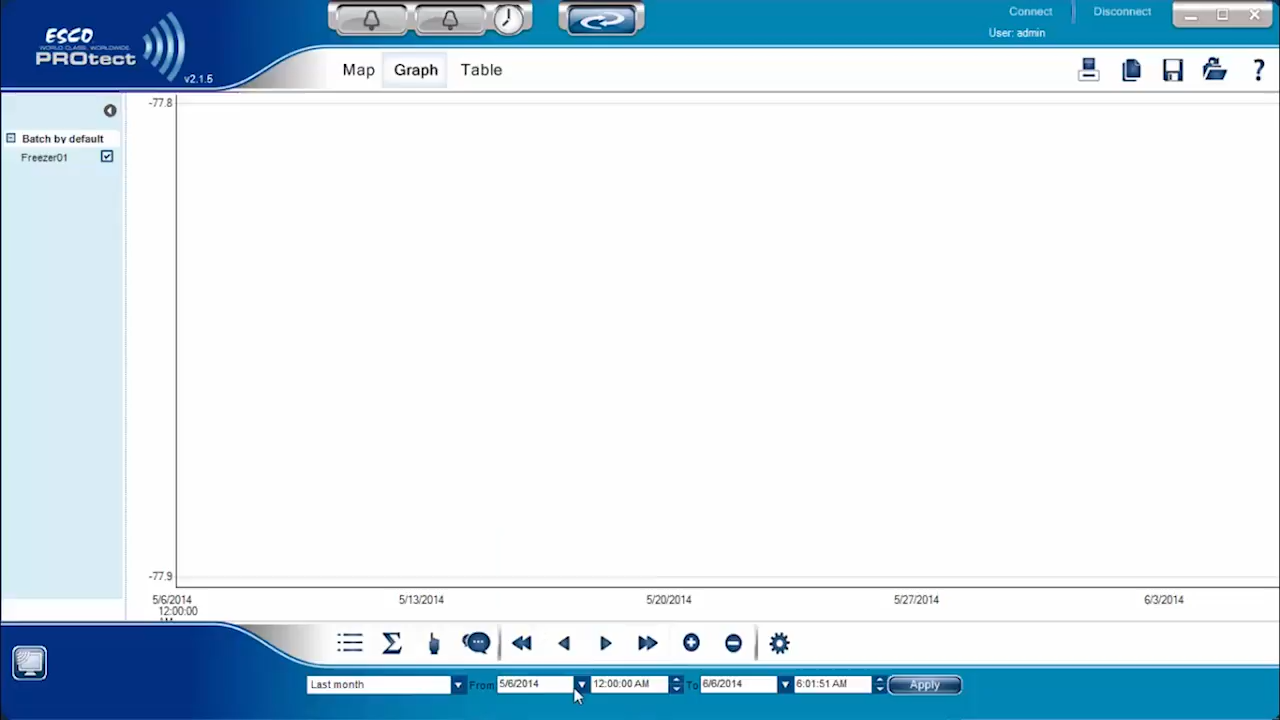 ESCO
WORLD CLASS. WORLDWIDE.
PROtect
v2.1.5
Connect
Disconnect
User: admin
Map
Graph
Table
?
Batch by default
Freezer01
-77.8
-77.9
5/6/2014
12:00:00
AM
5/13/2014
5/20/2014
5/27/2014
6/3/2014
Last month
From
5/6/2014
12:00:00 AM
To
6/6/2014
6:01:51 AM
Apply